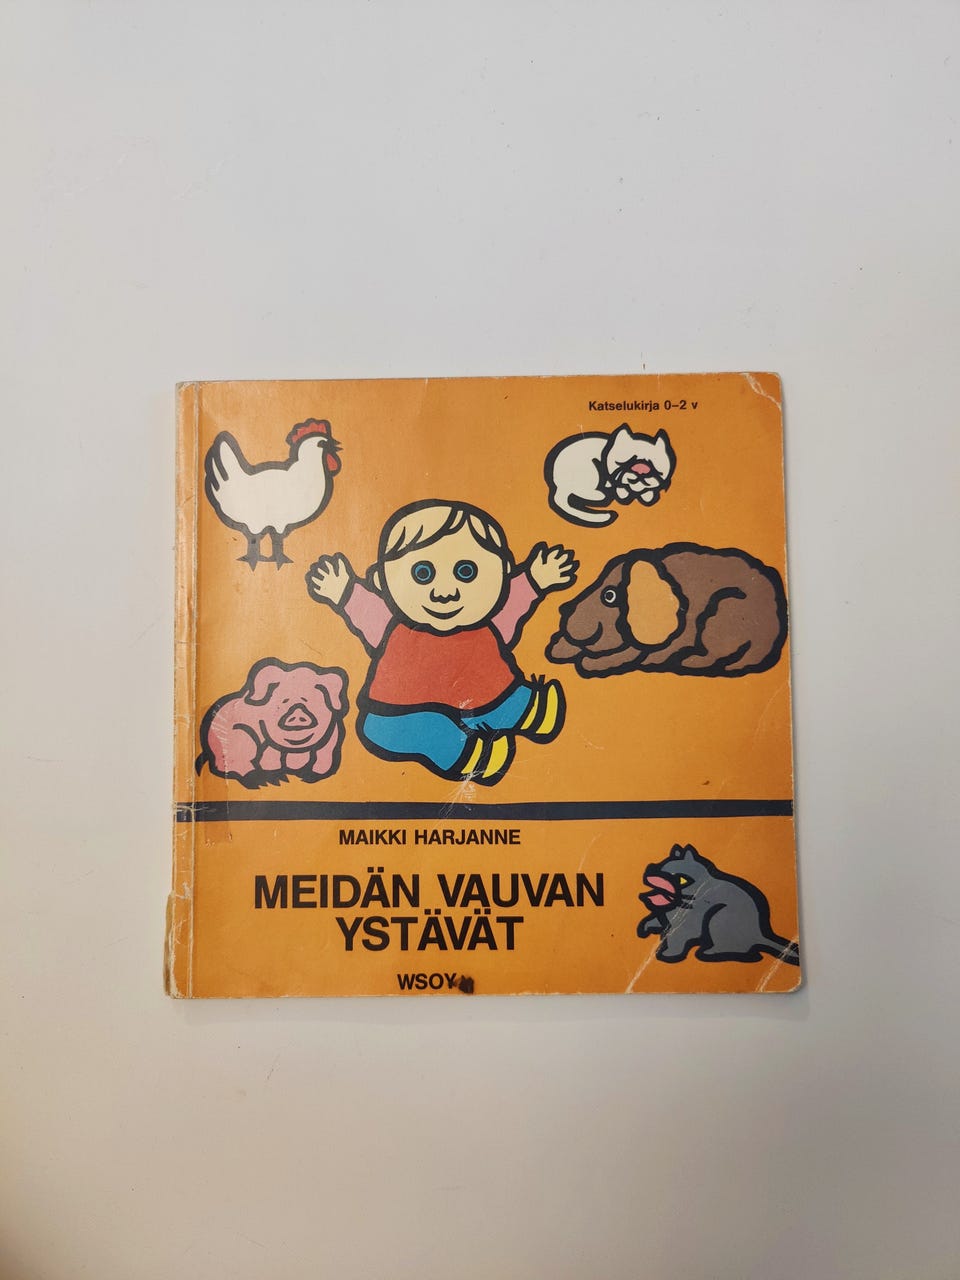 Katselukirja 0–2 v
MAIKKI HARJANNE
MEIDÄN VAUVAN
YSTÄVÄT
WSOY